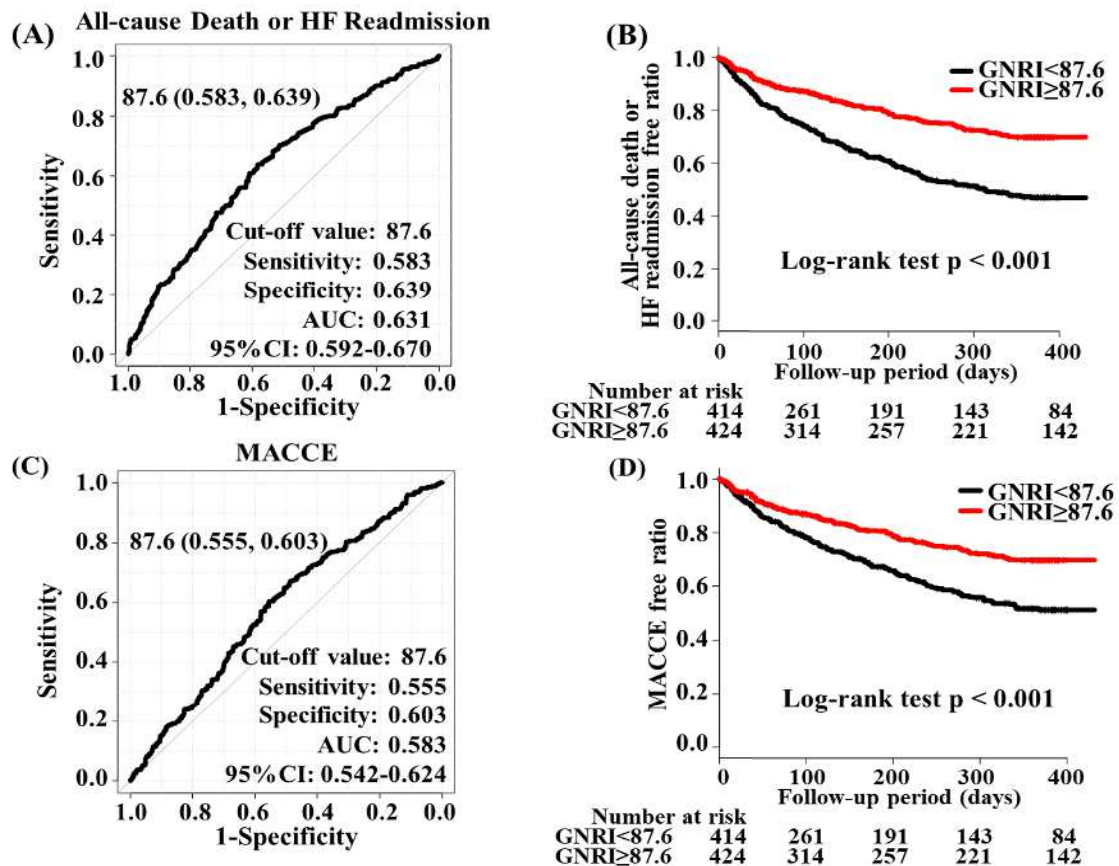 (A)
All-cause Death or HF Readmission
Sensitivity
1.0
0.8
0.6
0.4
0.2
0.0
87.6 (0.583, 0.639)
Cut-off value: 87.6
Sensitivity: 0.583
Specificity: 0.639
AUC: 0.631
95%CI: 0.592-0.670
1.0 0.8 0.6 0.4 0.2 0.0
1-Specificity
(B)
All-cause death or
HF readmission free ratio
1.0
0.8
0.6
0.4
0.2
0.0
GNRI<87.6
GNRI≥87.6
Log-rank test p < 0.001
0 100 200 300 400
Follow-up period (days)
Number at risk
GNRI<87.6 414 261 191 143 84
GNRI≥87.6 424 314 257 221 142
(C)
MACCE
Sensitivity
1.0
0.8
0.6
0.4
0.2
0.0
87.6 (0.555, 0.603)
Cut-off value: 87.6
Sensitivity: 0.555
Specificity: 0.603
AUC: 0.583
95%CI: 0.542-0.624
1.0 0.8 0.6 0.4 0.2 0.0
1-Specificity
(D)
MACCE free ratio
1.0
0.8
0.6
0.4
0.2
0.0
GNRI<87.6
GNRI≥87.6
Log-rank test p < 0.001
0 100 200 300 400
Follow-up period (days)
Number at risk
GNRI<87.6 414 261 191 143 84
GNRI≥87.6 424 314 257 221 142